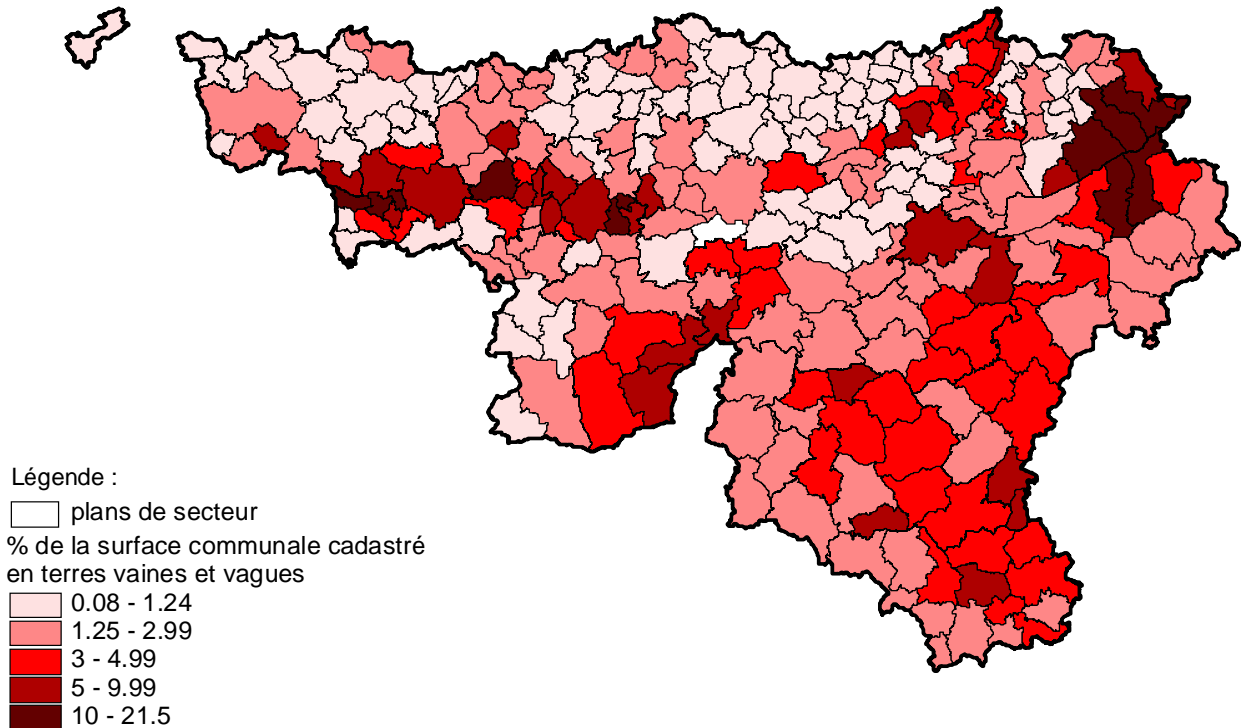 Légende :
plans de secteur
% de la surface communale cadastré
en terres vaines et vagues
0.08 - 1.24
1.25 - 2.99
3 - 4.99
5 - 9.99
10 - 21.5